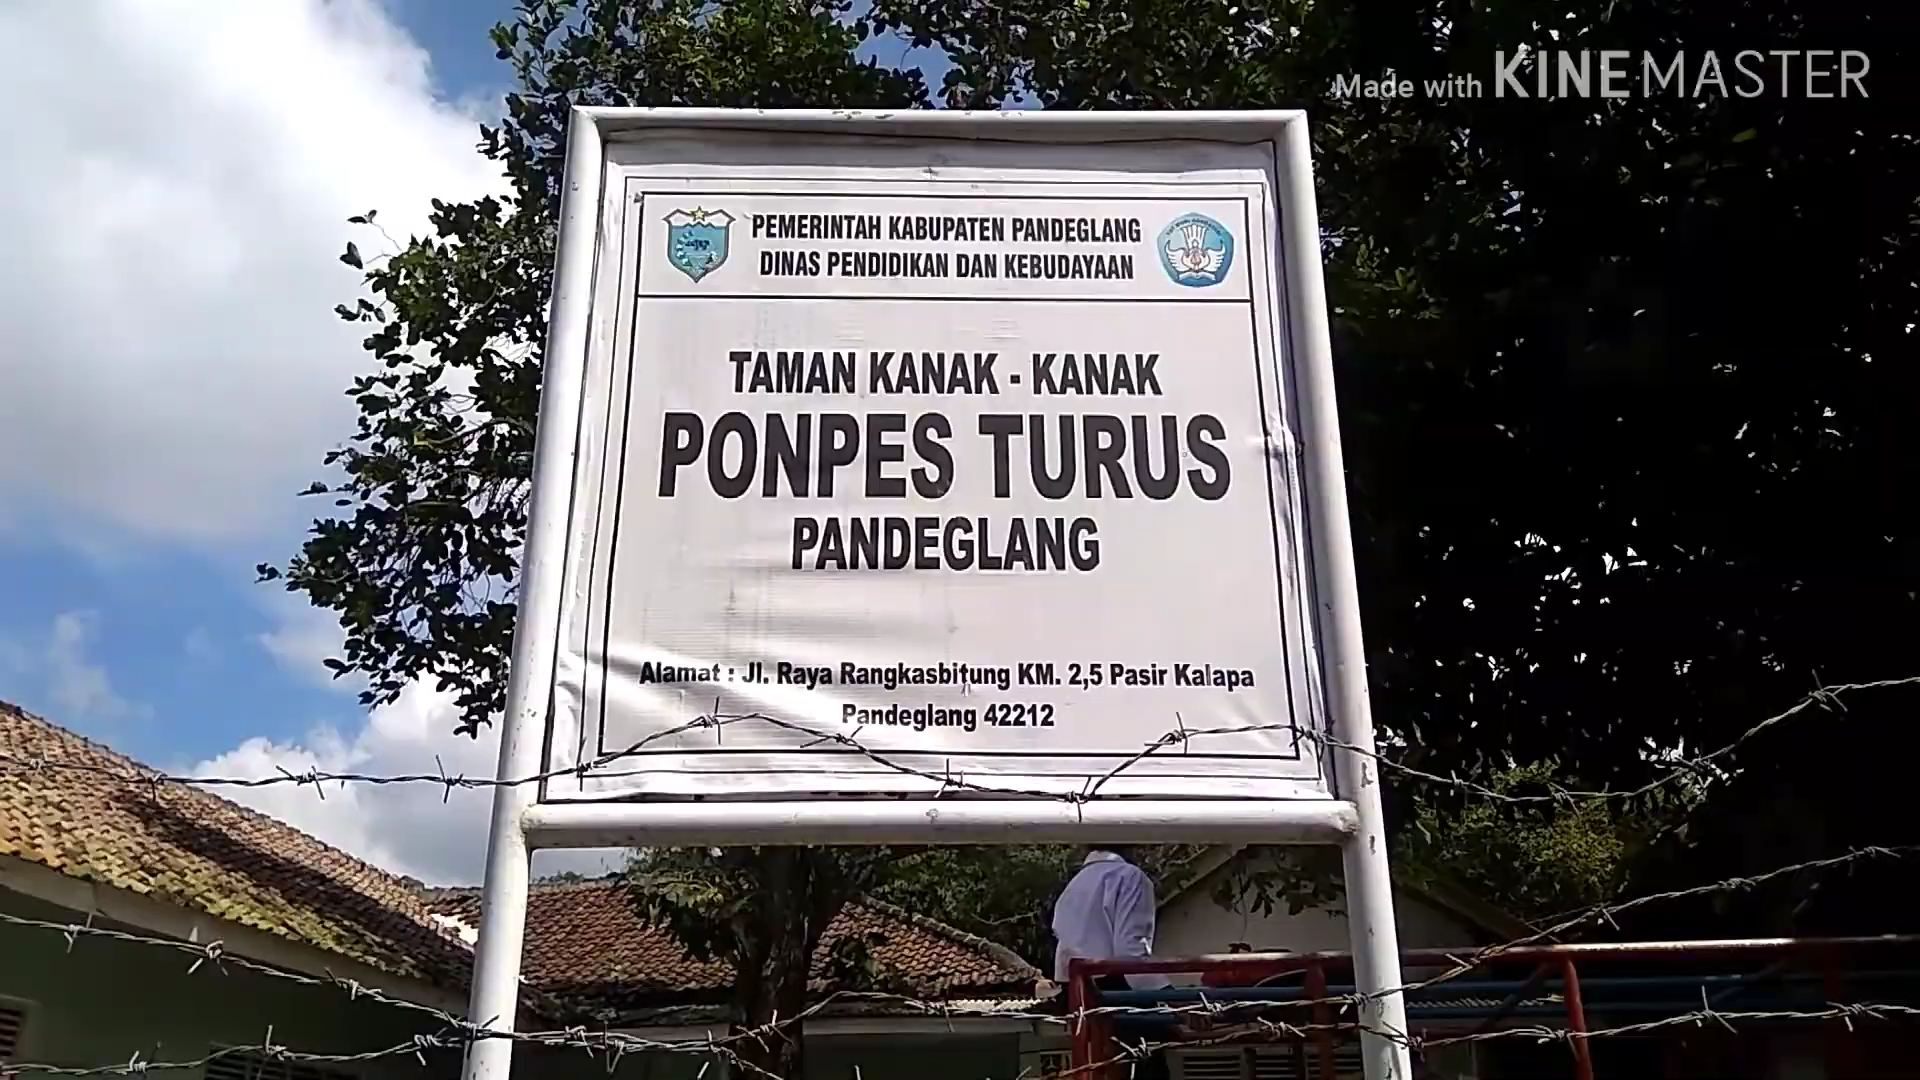 Made with KINEMASTER
PEMERINTAH KABUPATEN PANDEGLANG
DINAS PENDIDIKAN DAN KEBUDAYAAN
TAMAN KANAK - KANAK
PONPES TURUS
PANDEGLANG
Alamat : Jl. Raya Rangkasbitung KM. 2,5 Pasir Kalapa
Pandeglang 42212